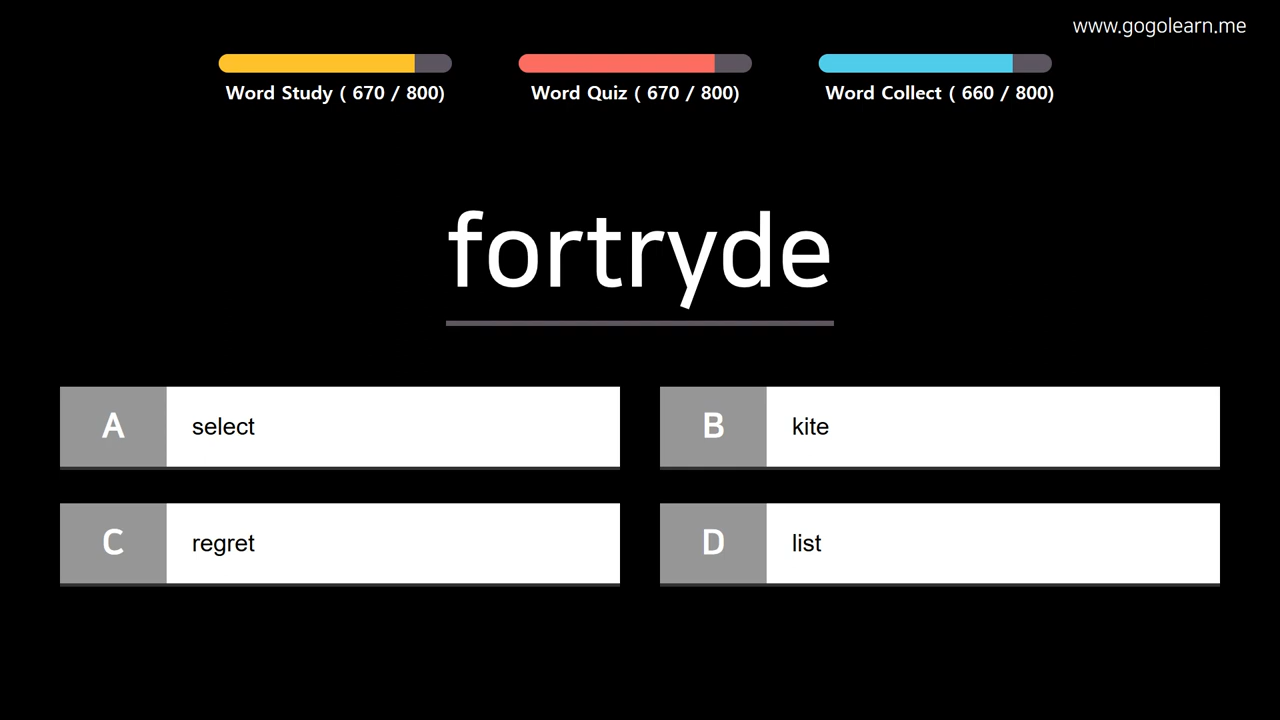 www.gogolearn.me
Word Study ( 670 / 800)
Word Quiz ( 670 / 800)
Word Collect ( 660 / 800)
fortryde
A select
B kite
C regret
D list